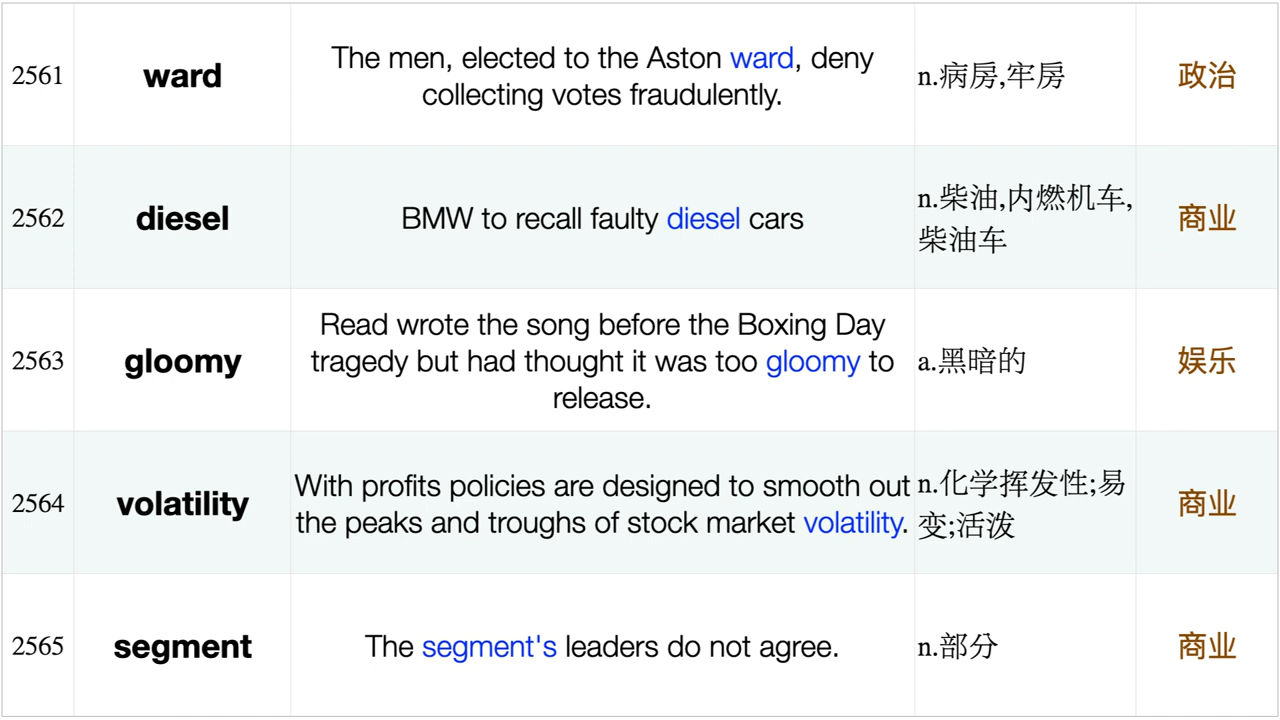 2561
ward
The men, elected to the Aston ward, deny
collecting votes fraudulently.
n.病房,牢房
政治
2562
diesel
BMW to recall faulty diesel cars
n.柴油,内燃机车,
柴油车
商业
2563
gloomy
Read wrote the song before the Boxing Day
tragedy but had thought it was too gloomy to
release.
a.黑暗的
娱乐
2564
volatility
With profits policies are designed to smooth out
the peaks and troughs of stock market volatility.
n.化学挥发性;易
变;活泼
商业
2565
segment
The segment's leaders do not agree.
n.部分
商业